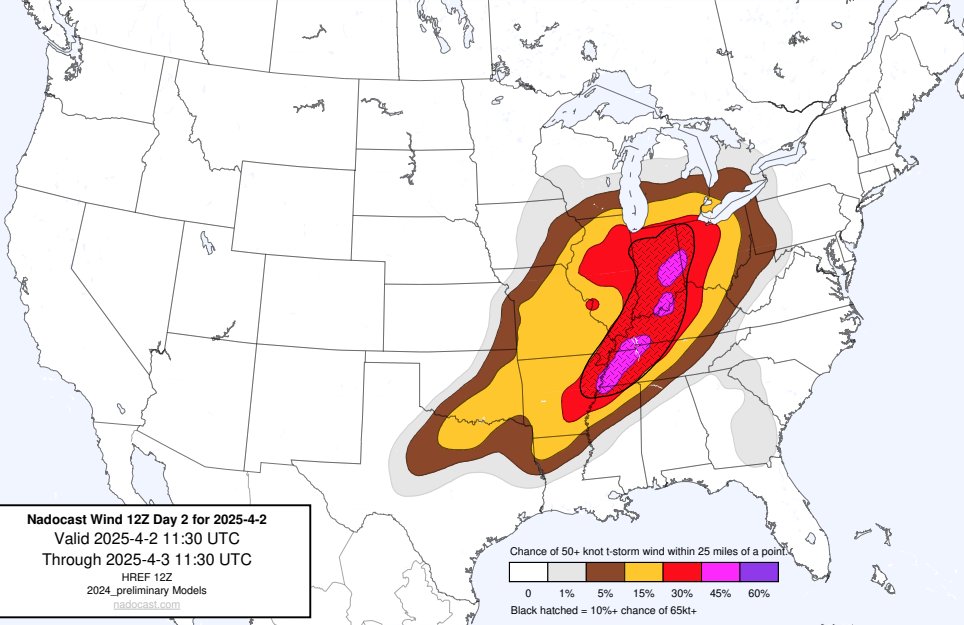 Nadocast Wind 12Z Day 2 for 2025-4-2
Valid 2025-4-2 11:30 UTC
Through 2025-4-3 11:30 UTC
HREF 12Z
2024_preliminary Models
nadocast.com
Chance of 50+ knot t-storm wind within 25 miles of a point.
0 1% 5% 15% 30% 45% 60%
Black hatched = 10%+ chance of 65kt+